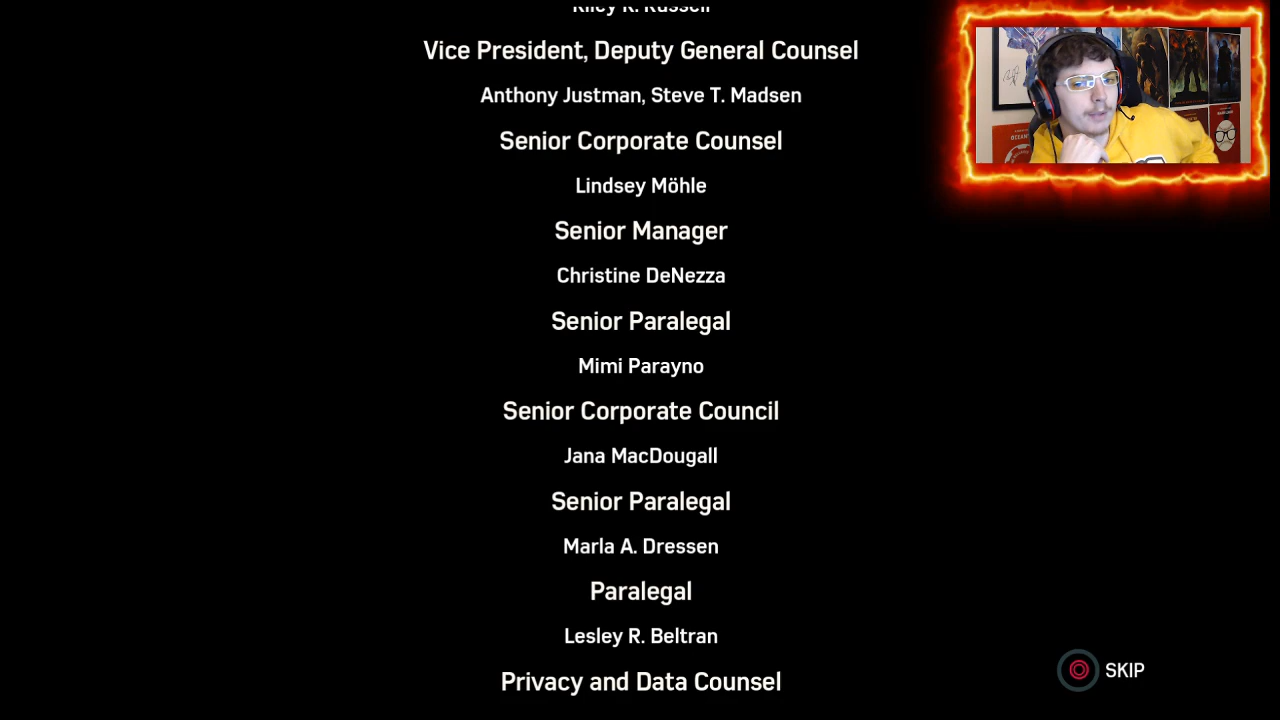 Riley R. Russell
Vice President, Deputy General Counsel
Anthony Justman, Steve T. Madsen
Senior Corporate Counsel
Lindsey Möhle
Senior Manager
Christine DeNezza
Senior Paralegal
Mimi Parayno
Senior Corporate Council
Jana MacDougall
Senior Paralegal
Marla A. Dressen
Paralegal
Lesley R. Beltran
Privacy and Data Counsel
SKIP